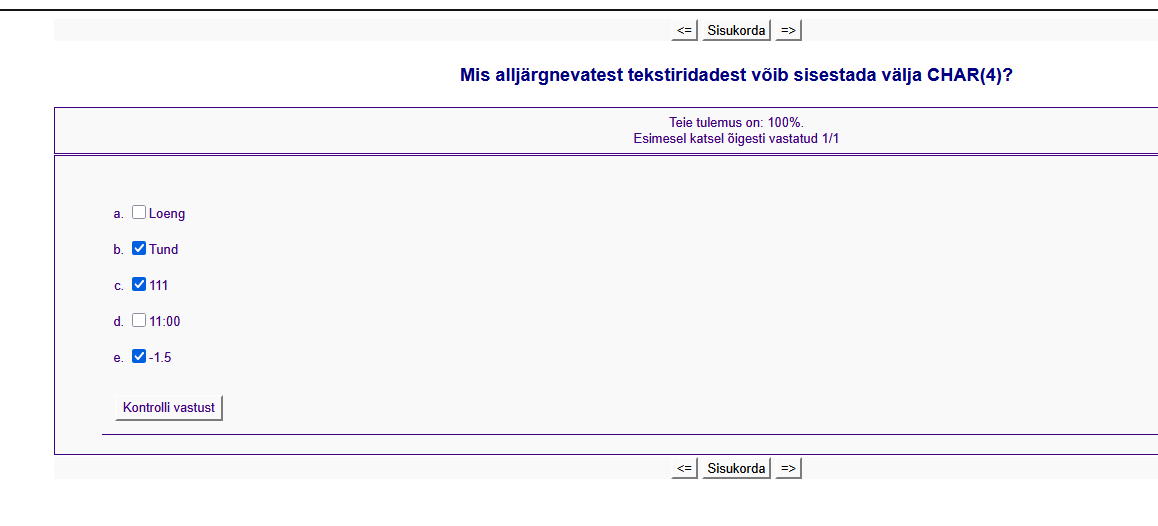 <= Sisukorda =>
Mis alljärgnevatest tekstiridadest võib sisestada välja CHAR(4)?
Teie tulemus on: 100%.
Esimesel katsel õigesti vastatud 1/1
a. Loeng
b. Tund
c. 111
d. 11:00
e. -1.5
Kontrolli vastust
<= Sisukorda =>